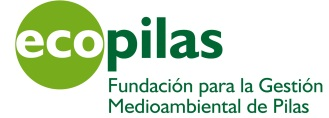 ecopilas
Fundación para la Gestión
Medioambiental de Pilas